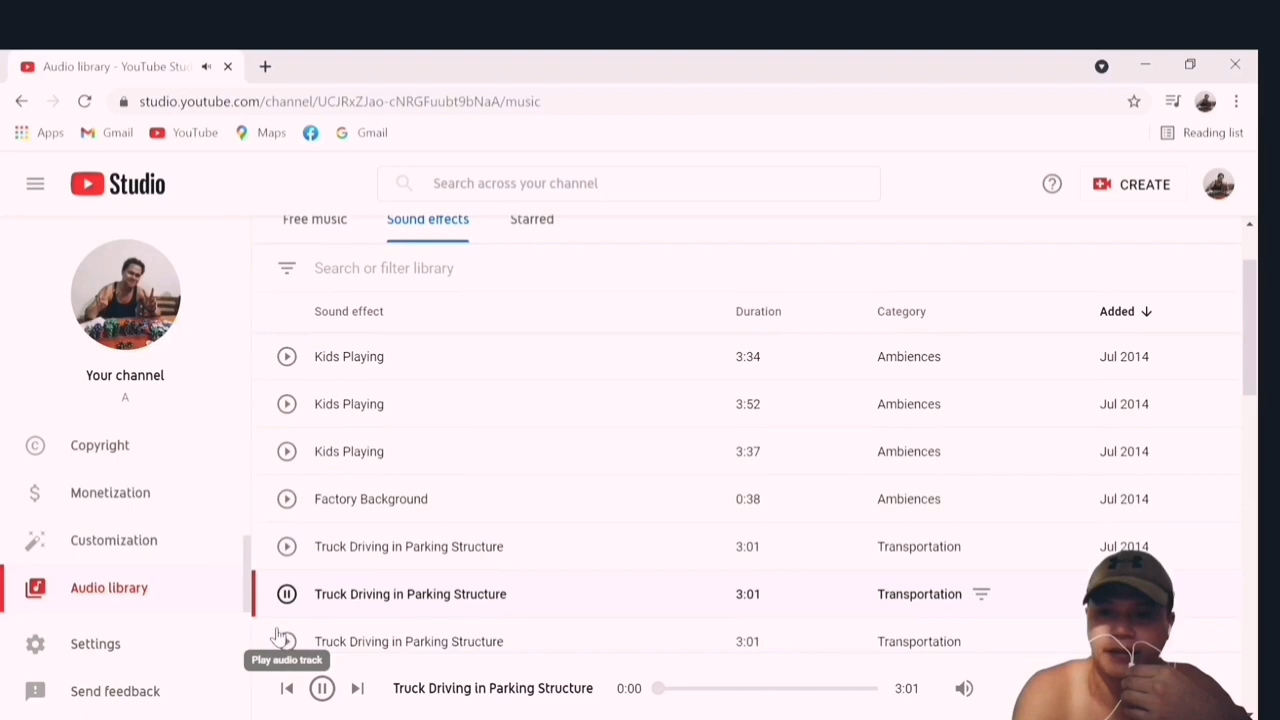 Audio library - YouTube Stu
studio.youtube.com/channel/UCJRxZJao-cNRGFuubt9bNaA/music
Apps Gmail YouTube Maps Gmail Reading list
Studio Search across your channel CREATE
Free music Sound effects Starred
Search or filter library
Sound effect Duration Category Added
Kids Playing 3:34 Ambiences Jul 2014
Kids Playing 3:52 Ambiences Jul 2014
Kids Playing 3:37 Ambiences Jul 2014
Factory Background 0:38 Ambiences Jul 2014
Truck Driving in Parking Structure 3:01 Transportation Jul 2014
Truck Driving in Parking Structure 3:01 Transportation
Truck Driving in Parking Structure 3:01 Transportation
Your channel
A
Copyright
Monetization
Customization
Audio library
Settings
Send feedback
Play audio track
Truck Driving in Parking Structure 0:00 3:01